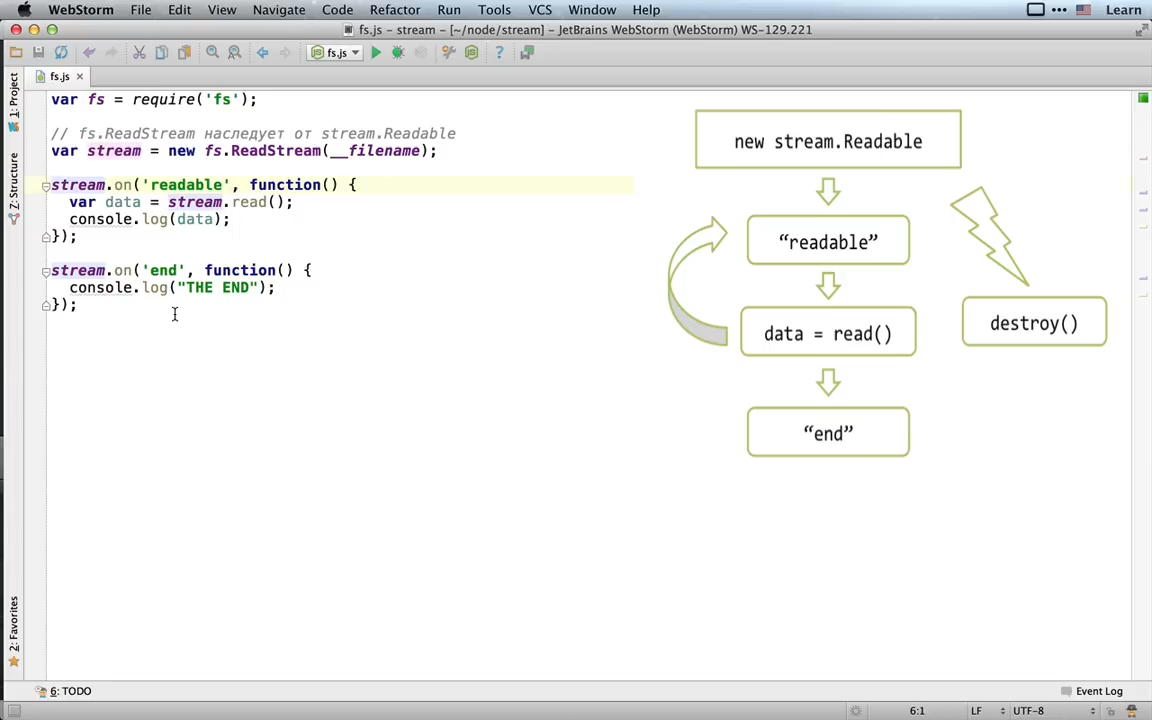 WebStorm File Edit View Navigate Code Refactor Run Tools VCS Window Help Learn
fs.js – stream – [~/node/stream] – JetBrains WebStorm (WebStorm) WS-129.221
fs.js
fs.js
1: Project
7: Structure
2: Favorites
var fs = require('fs');
// fs.ReadStream наследует от stream.Readable
var stream = new fs.ReadStream(__filename);
stream.on('readable', function() {
var data = stream.read();
console.log(data);
});
stream.on('end', function() {
console.log("THE END");
});
new stream.Readable
“readable”
data = read()
destroy()
“end”
6: TODO
Event Log
6:1 LF UTF-8